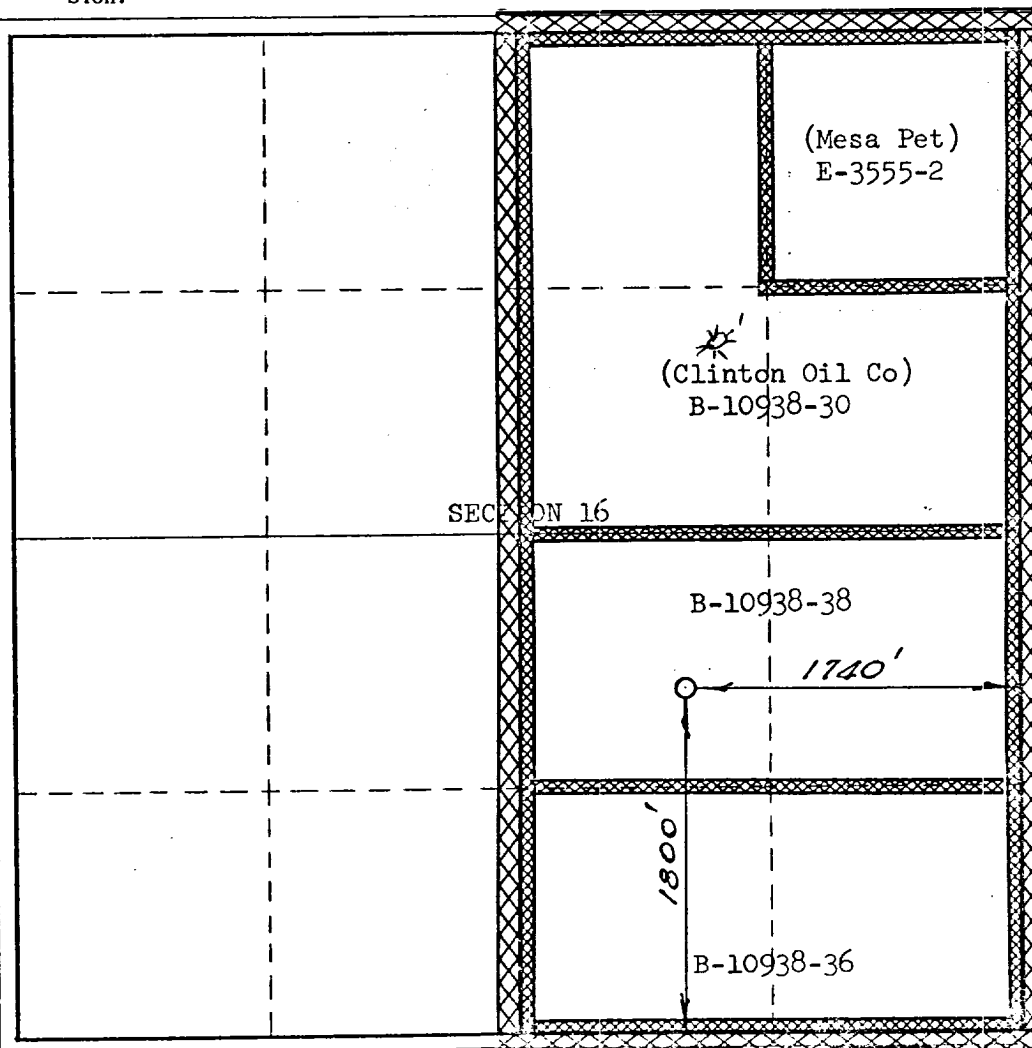 sion.
(Mesa Pet)
E-3555-2
(Clinton Oil Co)
B-10938-30
SECTION 16
B-10938-38
1740'
1800'
B-10938-36